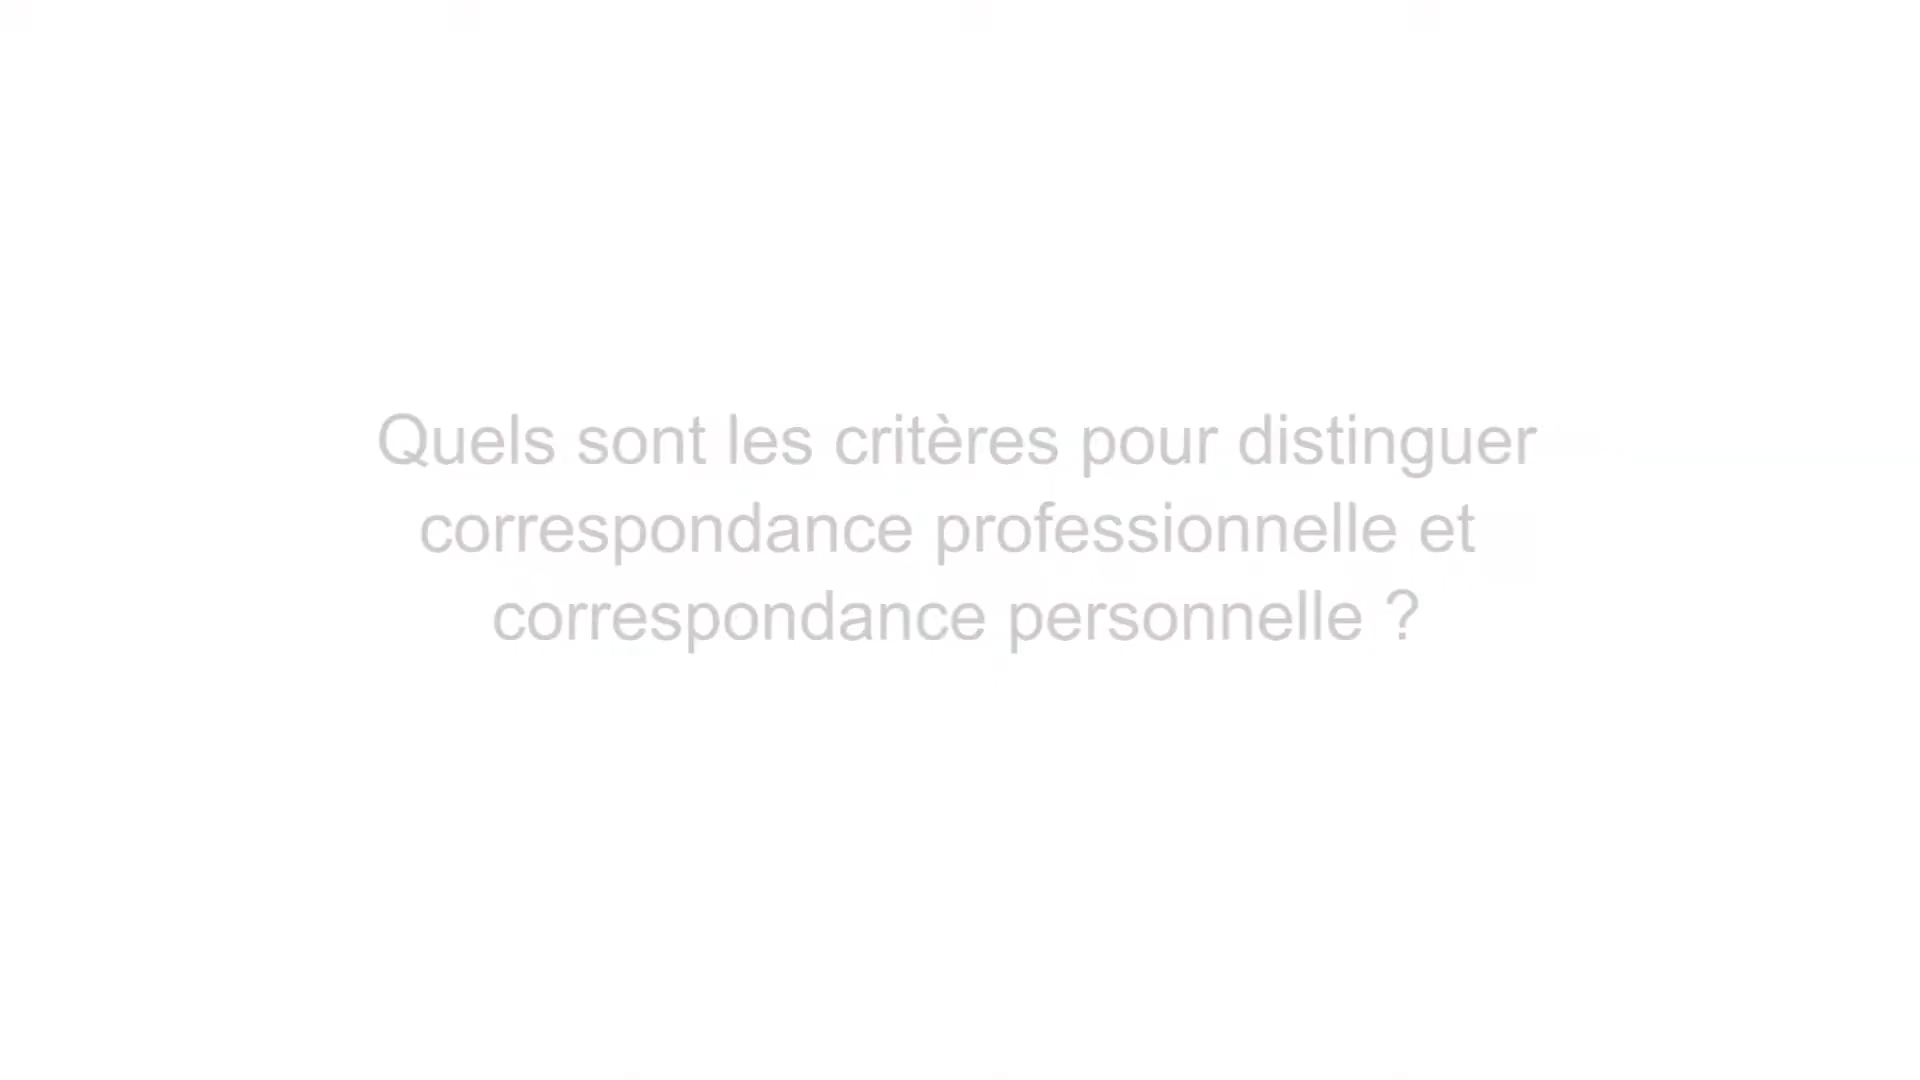 Quels sont les critères pour distinguer
correspondance professionnelle et
correspondance personnelle ?